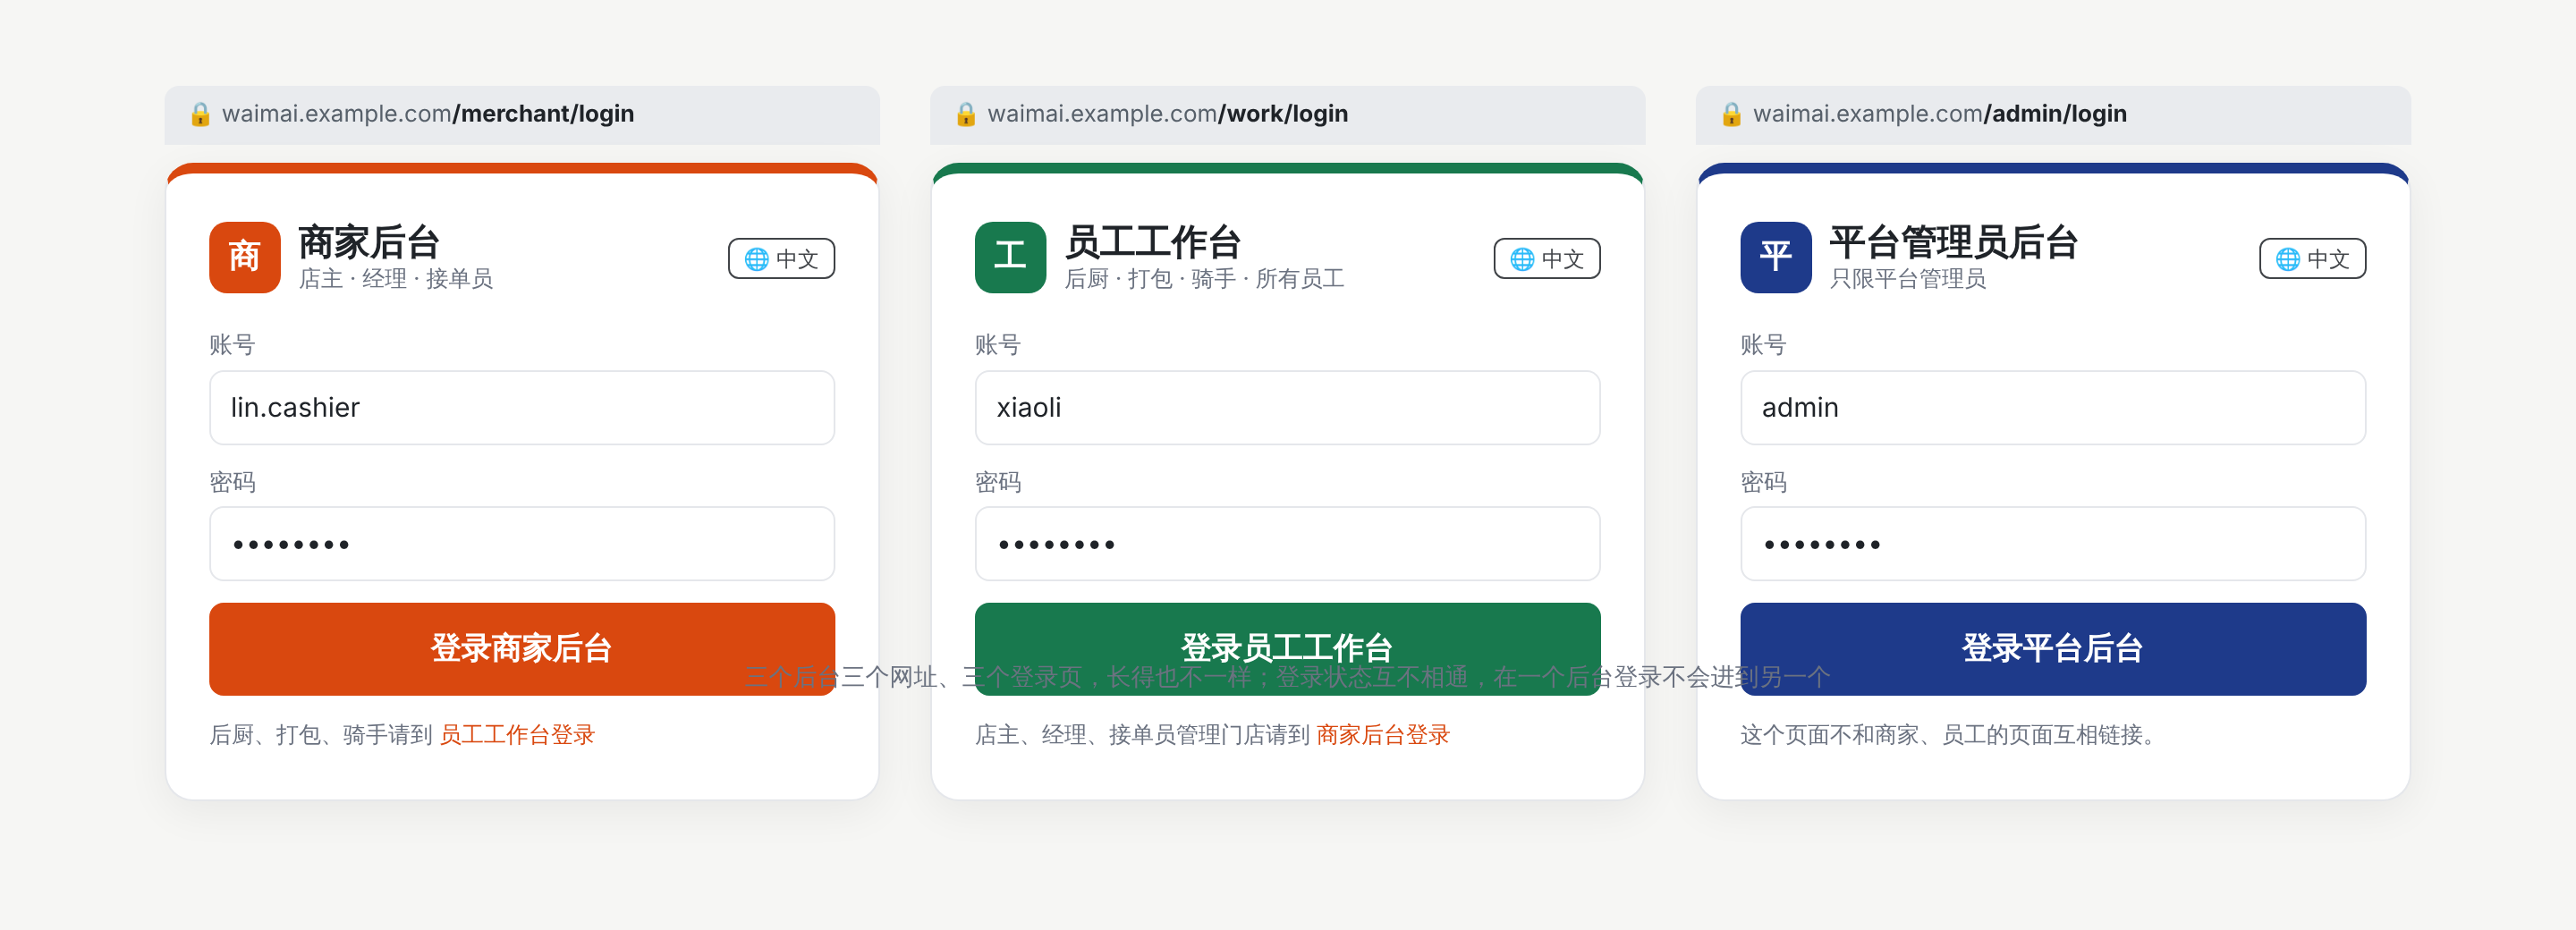 🔒 waimai.example.com/merchant/login
商
商家后台
店主 · 经理 · 接单员
🌐 中文
账号
lin.cashier
密码
••••••••
登录商家后台
后厨、打包、骑手请到 员工工作台登录
🔒 waimai.example.com/work/login
工
员工工作台
后厨 · 打包 · 骑手 · 所有员工
🌐 中文
账号
xiaoli
密码
••••••••
登录员工工作台
店主、经理、接单员管理门店请到 商家后台登录
🔒 waimai.example.com/admin/login
平
平台管理员后台
只限平台管理员
🌐 中文
账号
admin
密码
••••••••
登录平台后台
这个页面不和商家、员工的页面互相链接。
三个后台三个网址、三个登录页，长得也不一样；登录状态互不相通，在一个后台登录不会进到另一个